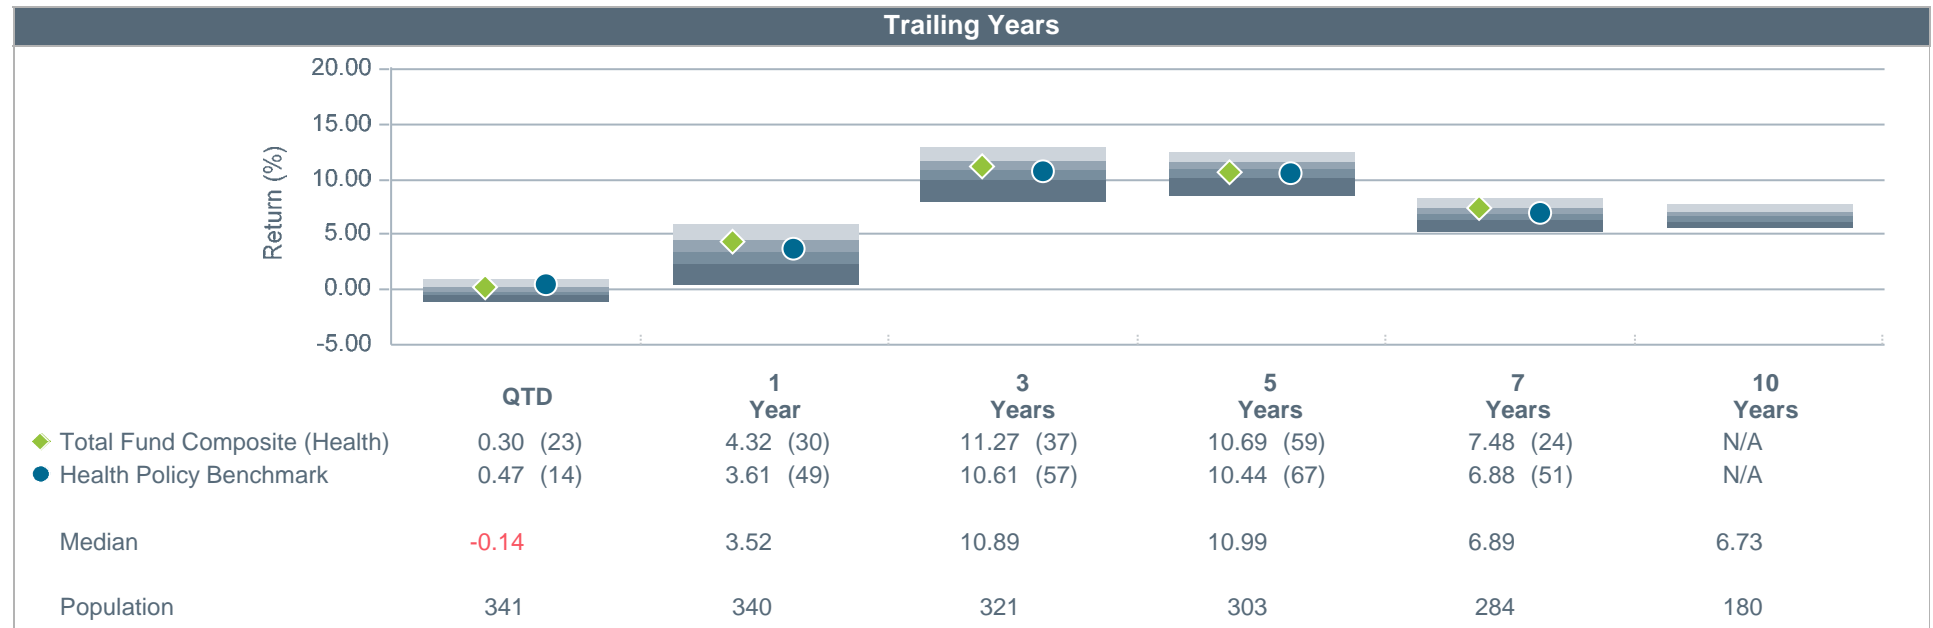 Trailing Years
20.00
15.00
10.00
5.00
0.00
-5.00
Return (%)
QTD
1 Year
3 Years
5 Years
7 Years
10 Years
Total Fund Composite (Health) 0.30 (23) 4.32 (30) 11.27 (37) 10.69 (59) 7.48 (24) N/A
Health Policy Benchmark 0.47 (14) 3.61 (49) 10.61 (57) 10.44 (67) 6.88 (51) N/A
Median -0.14 3.52 10.89 10.99 6.89 6.73
Population 341 340 321 303 284 180